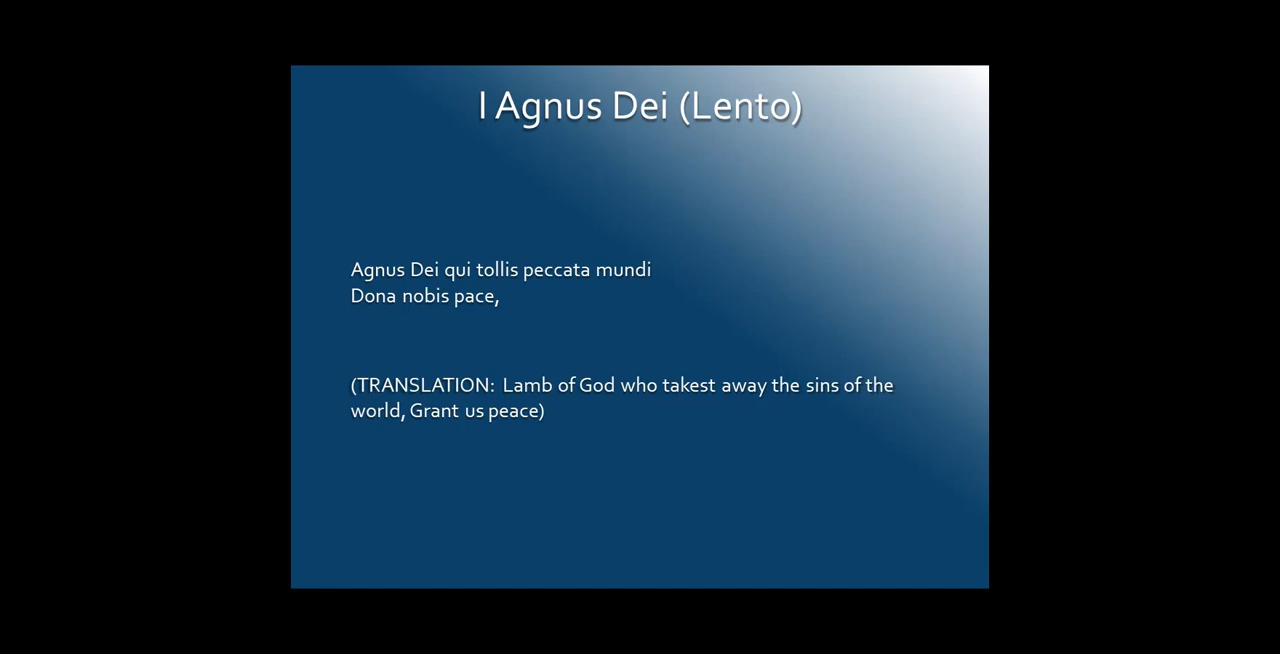 I Agnus Dei (Lento)
Agnus Dei qui tollis peccata mundi
Dona nobis pace,
(TRANSLATION: Lamb of God who takest away the sins of the
world, Grant us peace)